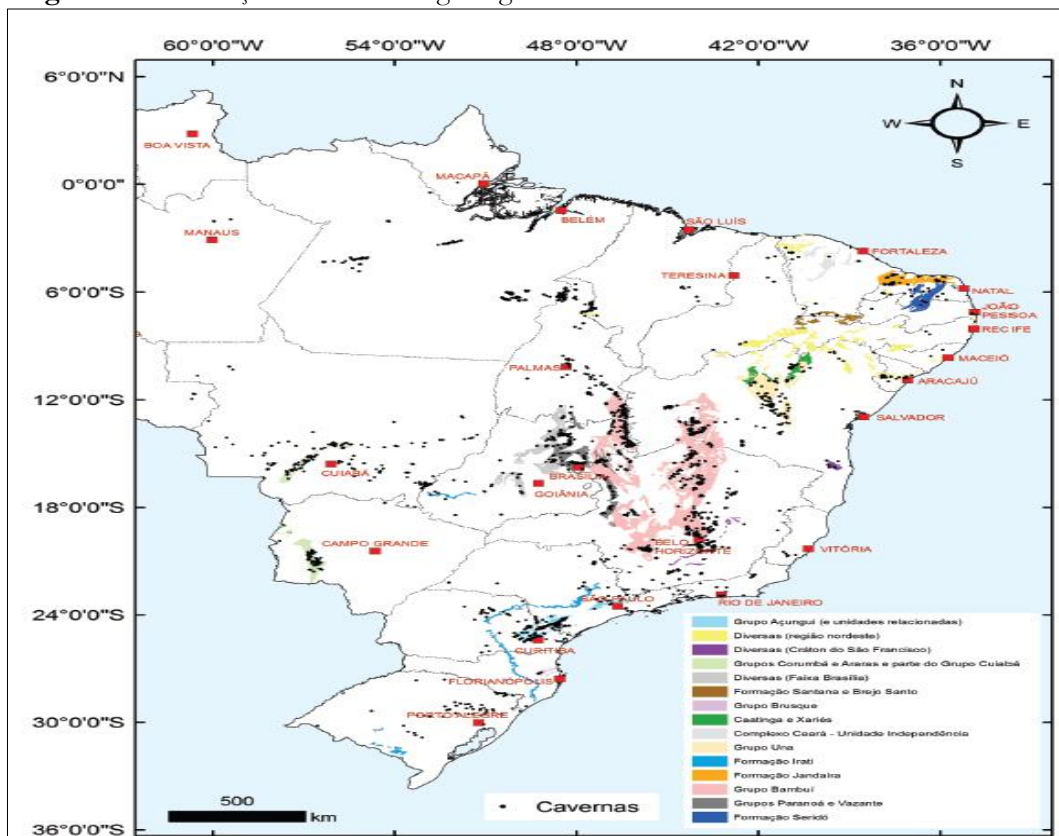 60°0'0"W 54°0'0"W 48°0'0"W 42°0'0"W 36°0'0"W
6°0'0"N
N
W E
S
BOA VISTA
MACAPÁ
0°0'0"
BELÉM
SÃO LUÍS
MANAUS
FORTALEZA
TERESINA
6°0'0"S
NATAL
JOÃO
PESSOA
RECIFE
MACEIÓ
PALMAS
ARACAJÚ
12°0'0"S
SALVADOR
CUIABÁ
BRASÍLIA
GOIÂNIA
18°0'0"S
CAMPO GRANDE
BELO
HORIZONTE
VITÓRIA
SÃO PAULO
RIO DE JANEIRO
24°0'0"S
CURITIBA
FLORIANÓPOLIS
PORTO ALEGRE
30°0'0"S
36°0'0"S
Grupo Açungui (e unidades relacionadas)
Diversas (região nordeste)
Diversas (Cráton do São Francisco)
Grupos Corumbá e Araras e parte do Grupo Cuiabá
Diversas (Faixa Brasília)
Formação Santana e Brejo Santo
Grupo Brusque
Caatinga e Xariés
Complexo Ceará - Unidade Independência
Grupo Una
Formação Irati
Formação Jandaíra
Grupo Bambuí
Grupos Paranoá e Vazante
Formação Seridó
500
km
Cavernas